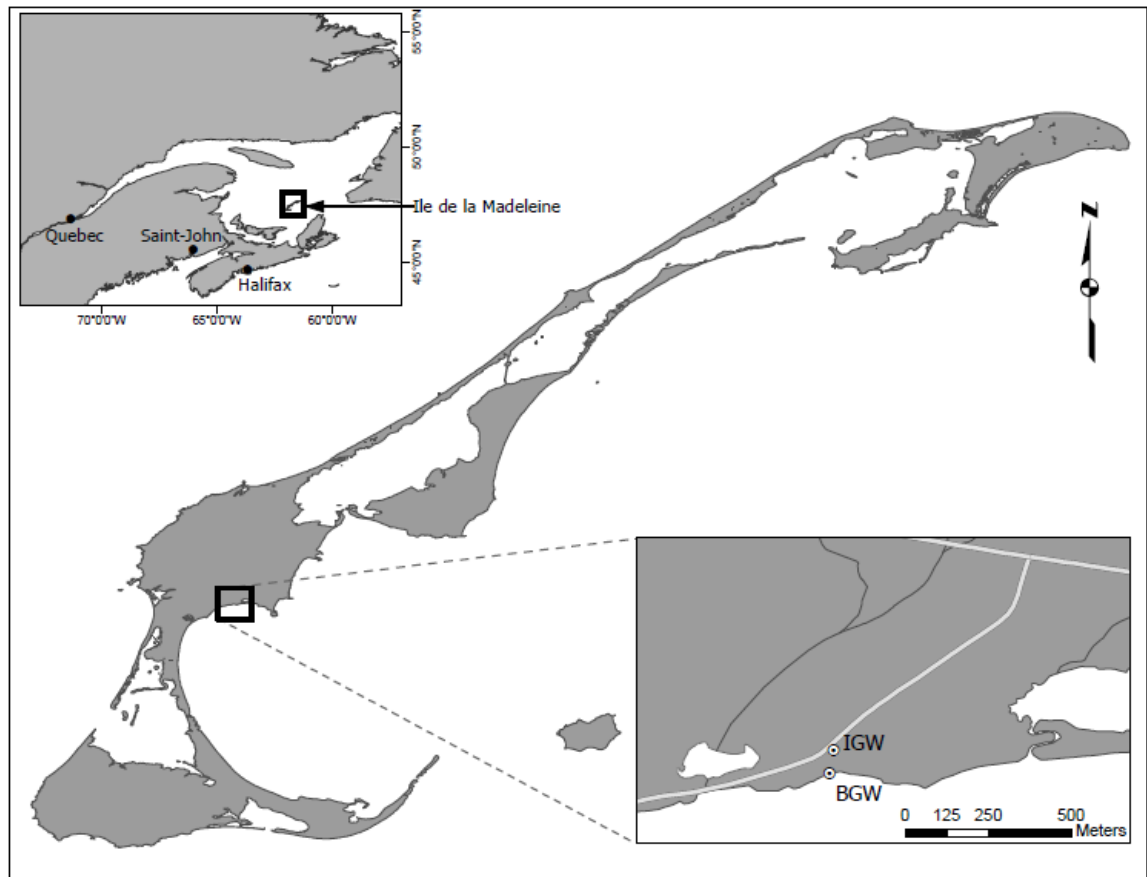 55°0'0"N
50°0'0"N
Ile de la Madeleine
Quebec
Saint-John
45°0'0"N
Halifax
70°0'0"W
65°0'0"W
60°0'0"W
N
IGW
BGW
0 125 250 500
Meters